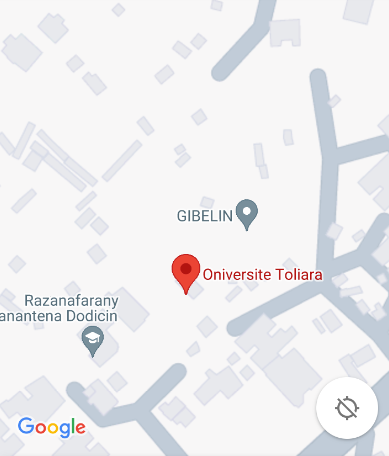 GIBELIN
Oniversite Toliara
Razanafarany
anantena Dodicin
Google